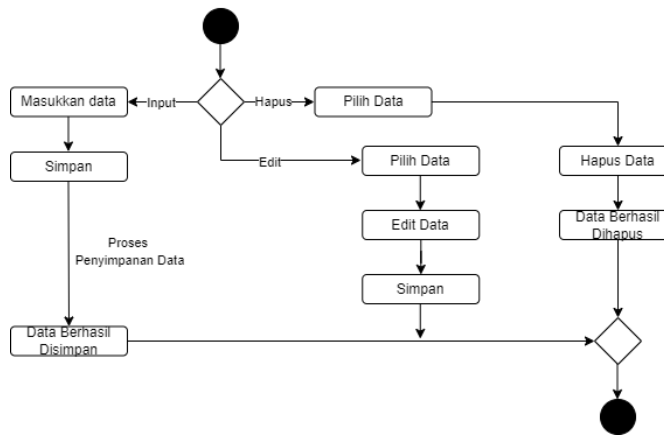 Masukkan data
Input
Hapus
Pilih Data
Simpan
Edit
Pilih Data
Hapus Data
Edit Data
Data Berhasil
Dihapus
Proses
Penyimpanan Data
Simpan
Data Berhasil
Disimpan